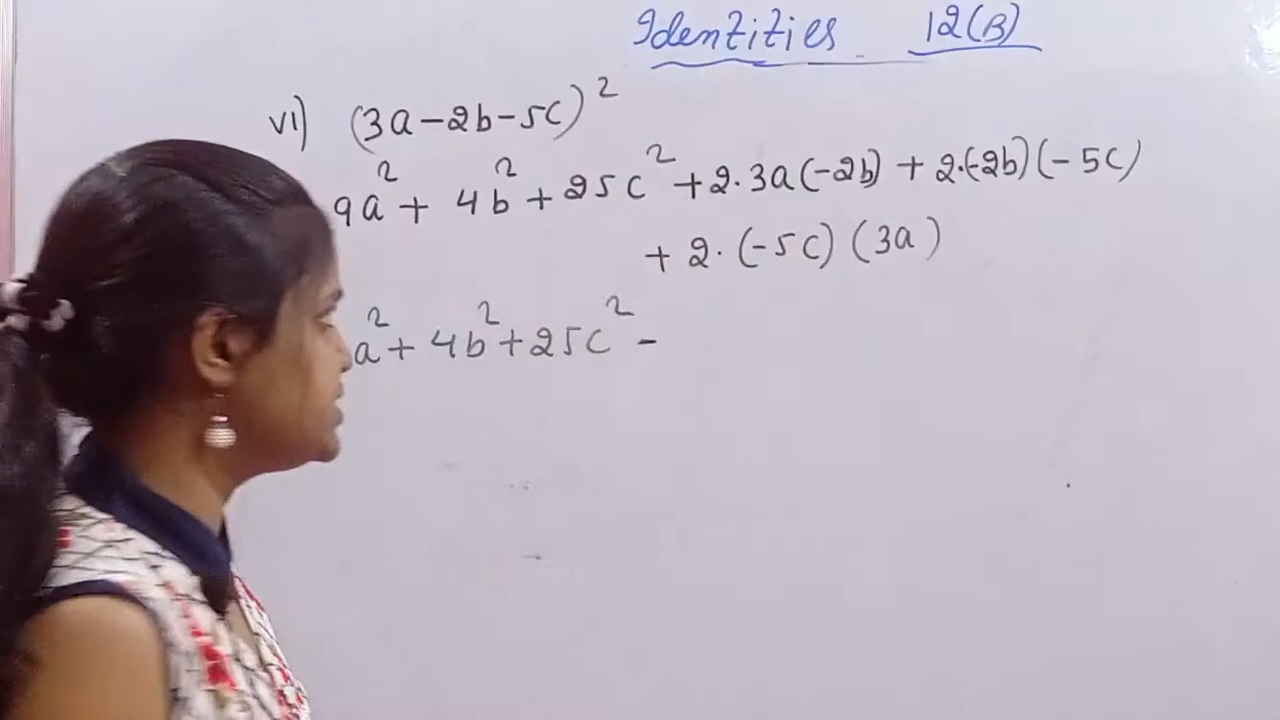 Identities 12(B)
vi) (3a-2b-5c)²
9a² + 4b² + 25c² + 2·3a(-2b) + 2·(-2b)(-5c)
+ 2·(-5c)(3a)
a² + 4b² + 25c² -